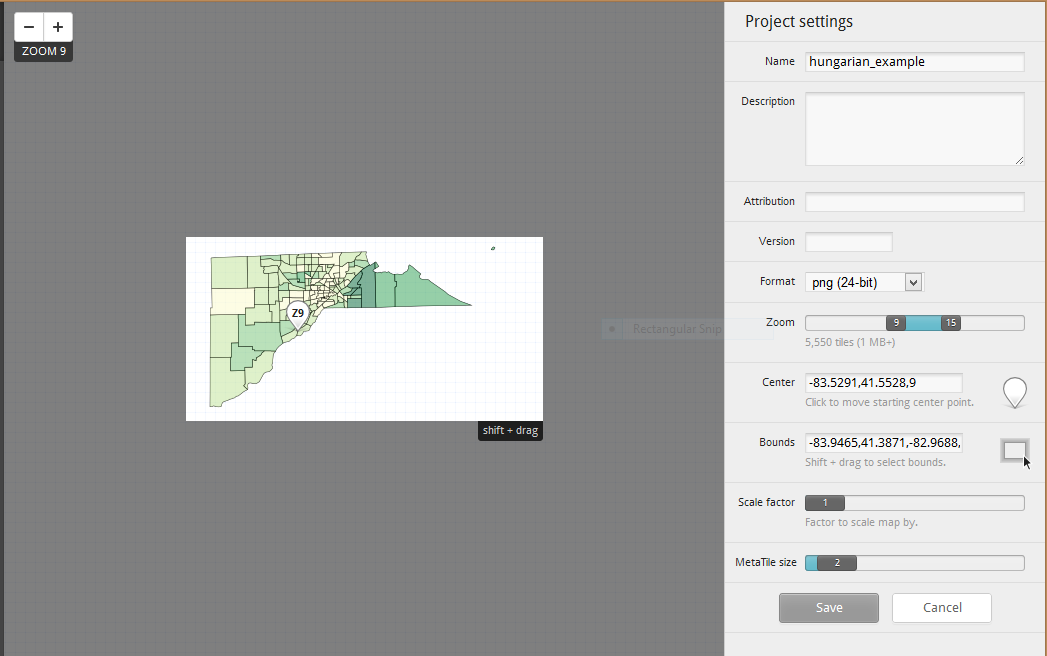 − +
ZOOM 9
Z9
shift + drag
Rectangular Snip
Project settings
Name hungarian_example
Description
Attribution
Version
Format png (24-bit)
Zoom 9 15
5,550 tiles (1 MB+)
Center -83.5291,41.5528,9
Click to move starting center point.
Bounds -83.9465,41.3871,-82.9688,
Shift + drag to select bounds.
Scale factor 1
Factor to scale map by.
MetaTile size 2
Save Cancel